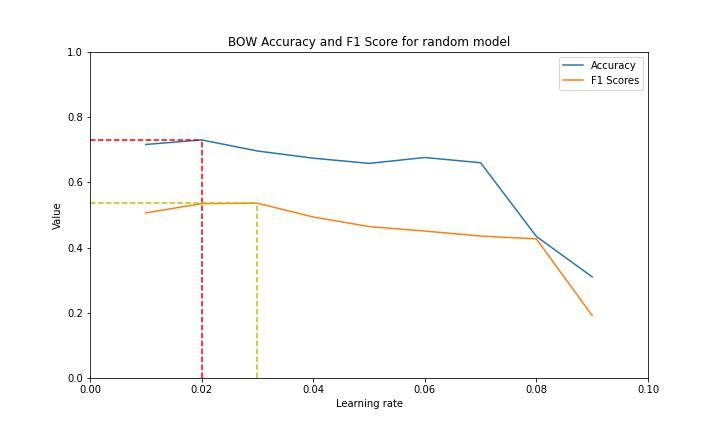 BOW Accuracy and F1 Score for random model
1.0
0.8
0.6
0.4
0.2
0.0
Value
Accuracy
F1 Scores
0.00 0.02 0.04 0.06 0.08 0.10
Learning rate